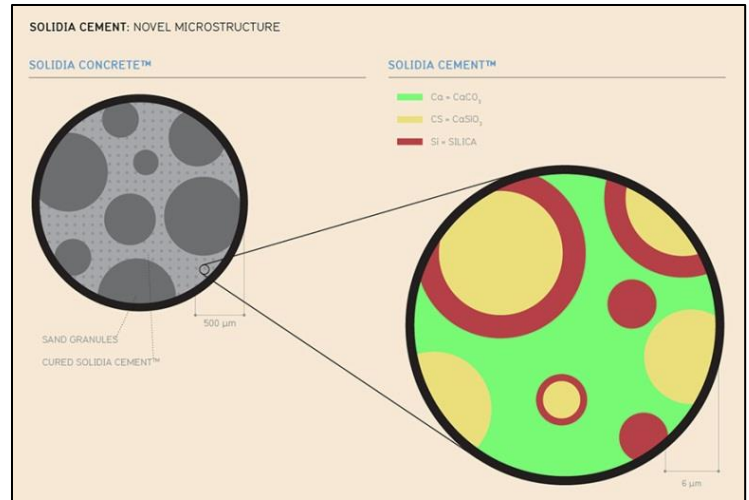 SOLIDIA CEMENT: NOVEL MICROSTRUCTURE
SOLIDIA CONCRETE™
SOLIDIA CEMENT™
Ca = CaCO₃
CS = CaSiO₃
Si = SILICA
500 µm
SAND GRANULES
CURED SOLIDIA CEMENT™
6 µm